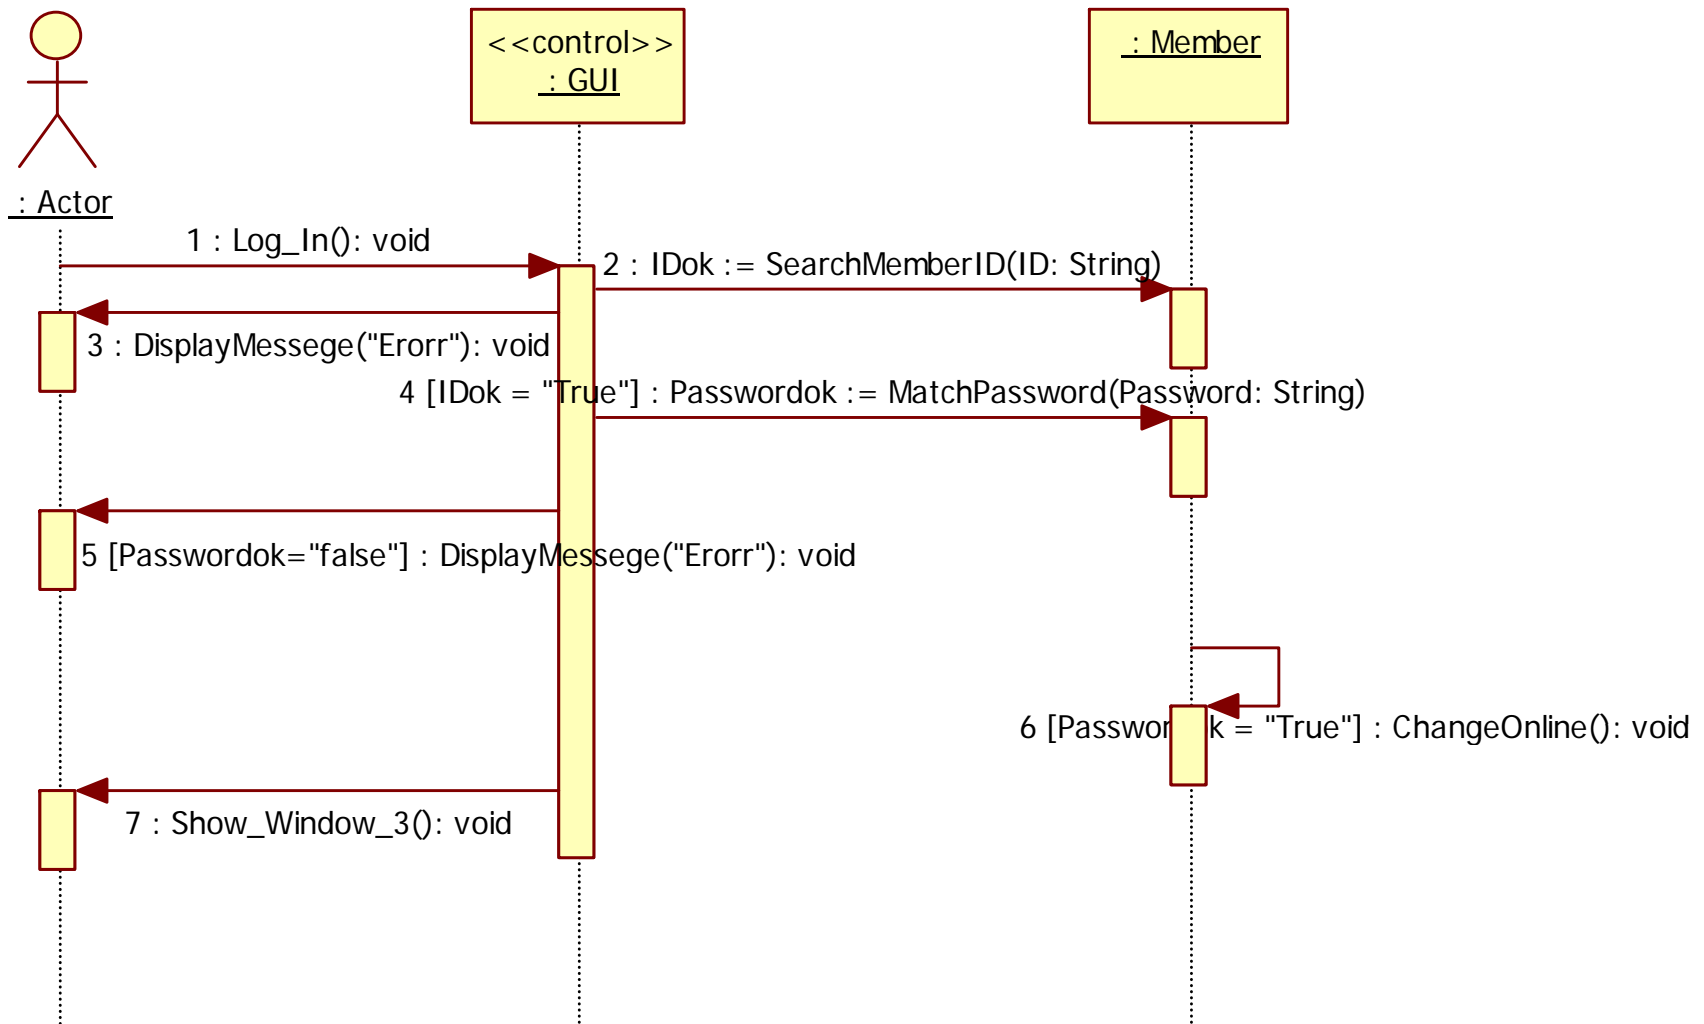 <<control>>
: GUI
: Member
: Actor
1 : Log_In(): void
2 : IDok := SearchMemberID(ID: String)
3 : DisplayMessege("Erorr"): void
4 [IDok = "True"] : Passwordok := MatchPassword(Password: String)
5 [Passwordok="false"] : DisplayMessege("Erorr"): void
6 [Passwordok = "True"] : ChangeOnline(): void
7 : Show_Window_3(): void